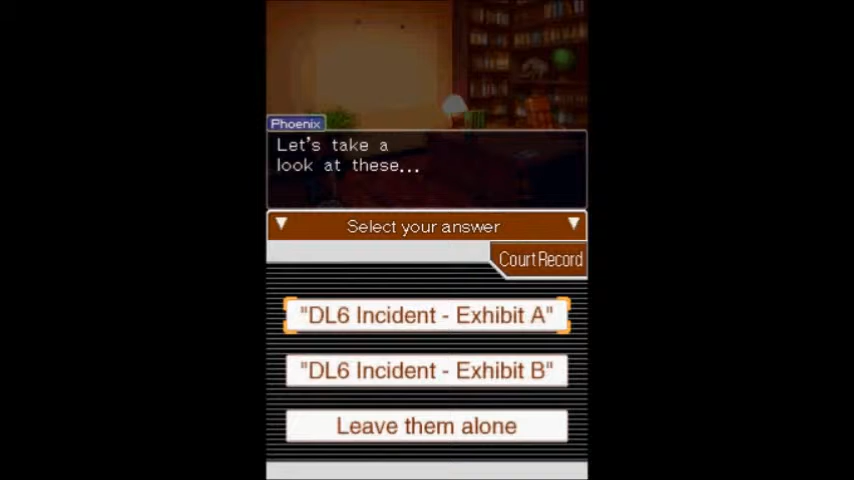 Phoenix
Let's take a
look at these...
Select your answer
Court Record
"DL6 Incident - Exhibit A"
"DL6 Incident - Exhibit B"
Leave them alone